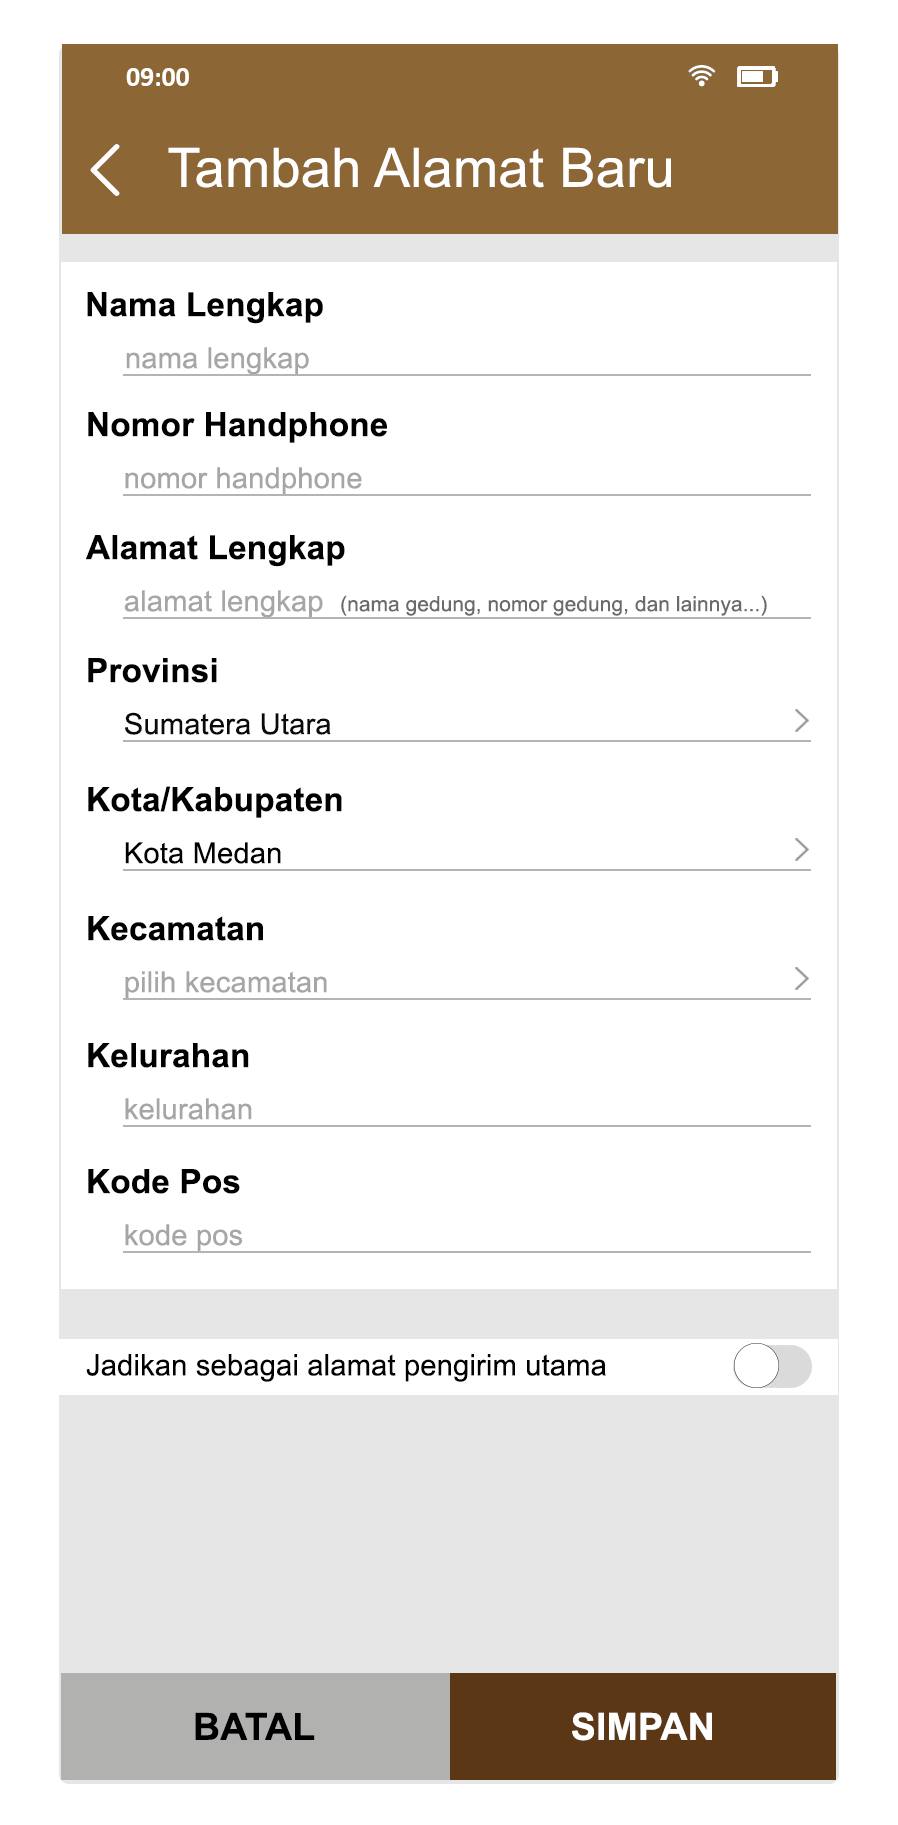 09:00
Tambah Alamat Baru
Nama Lengkap
nama lengkap
Nomor Handphone
nomor handphone
Alamat Lengkap
alamat lengkap (nama gedung, nomor gedung, dan lainnya...)
Provinsi
Sumatera Utara
Kota/Kabupaten
Kota Medan
Kecamatan
pilih kecamatan
Kelurahan
kelurahan
Kode Pos
kode pos
Jadikan sebagai alamat pengirim utama
BATAL SIMPAN